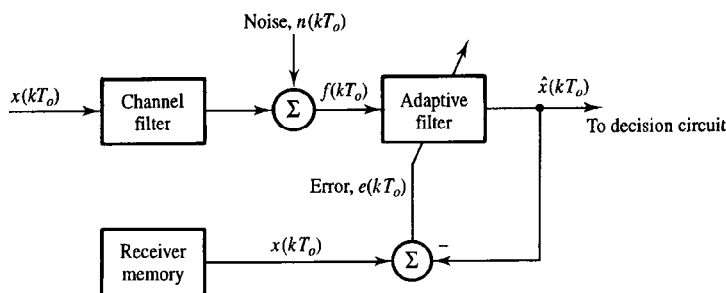 Noise, n(kT_o)
x(kT_o)
Channel
filter
Σ
f(kT_o)
Adaptive
filter
x̂(kT_o)
To decision circuit
Error, e(kT_o)
Receiver
memory
x(kT_o)
Σ
−